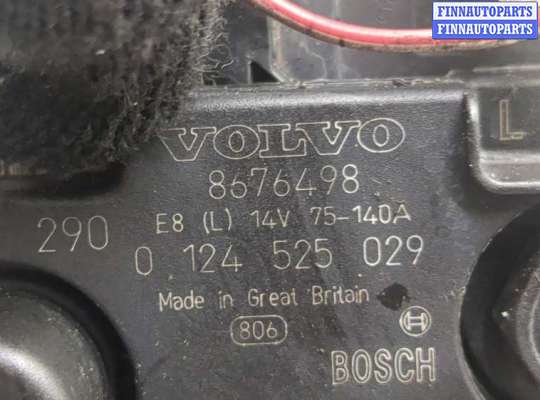 FINNAUTOPARTS
FINNAUTOPARTS
L
VOLVO
8676498
E8 (L) 14V 75-140A
290
0 124 525 029
Made in Great Britain
806
BOSCH